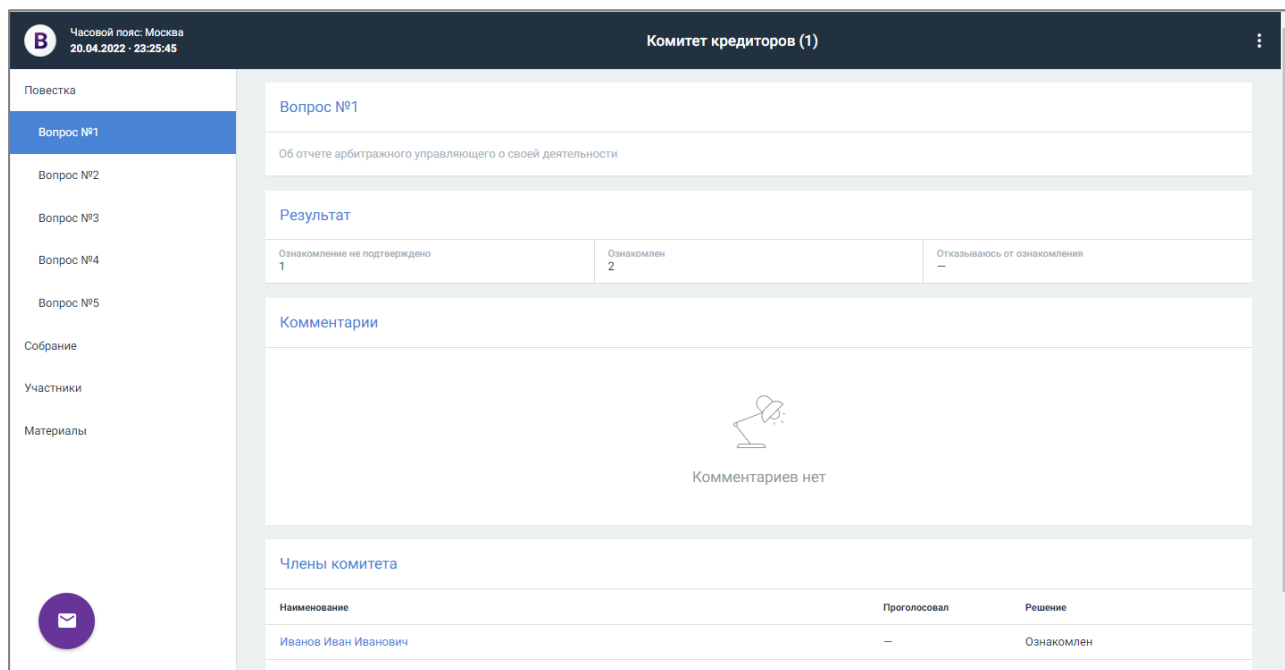 B
Часовой пояс: Москва
20.04.2022 · 23:25:45
Комитет кредиторов (1)
Повестка
Вопрос №1
Вопрос №2
Вопрос №3
Вопрос №4
Вопрос №5
Собрание
Участники
Материалы
Вопрос №1
Об отчете арбитражного управляющего о своей деятельности
Результат
Ознакомление не подтверждено
1
Ознакомлен
2
Отказываюсь от ознакомления
—
Комментарии
Комментариев нет
Члены комитета
Наименование Проголосовал Решение
Иванов Иван Иванович — Ознакомлен